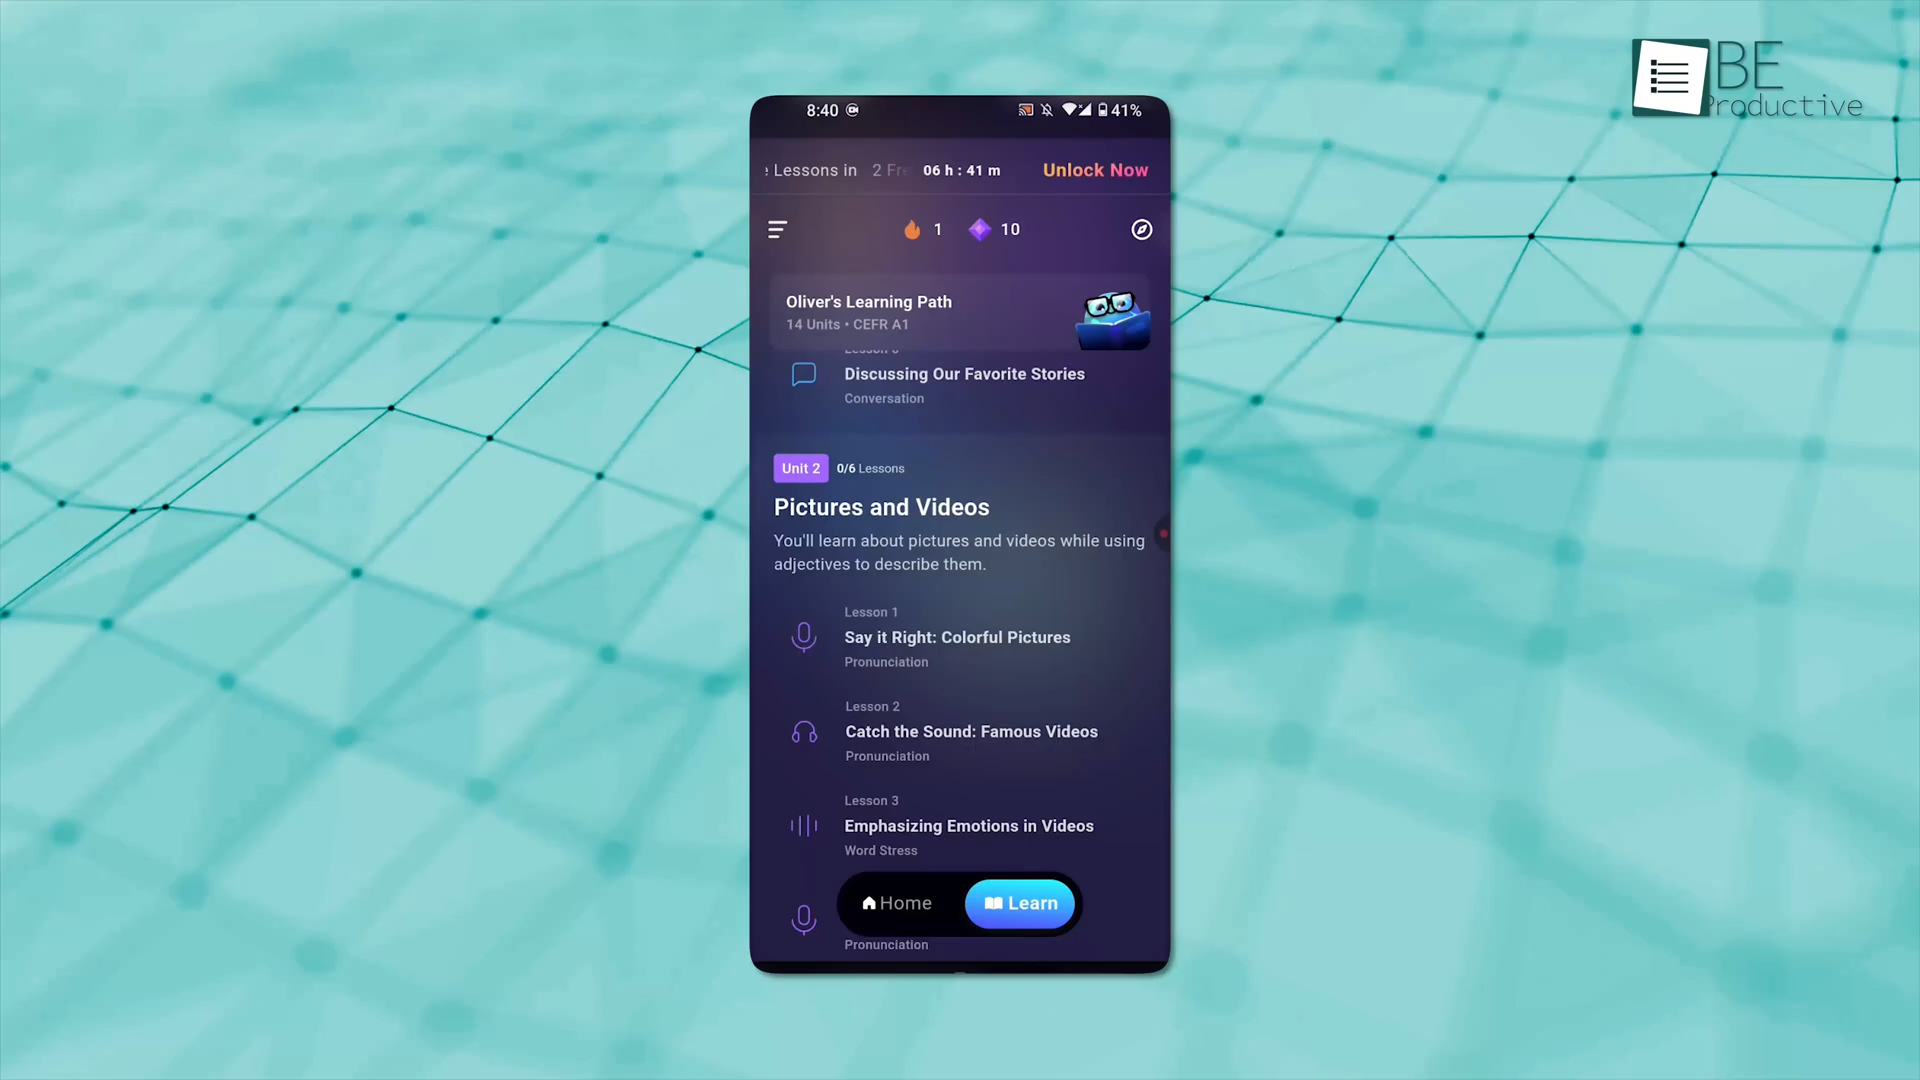 BE
Productive
8:40
41%
Lessons in 2 Fre 06 h : 41 m Unlock Now
1 10
Oliver's Learning Path
14 Units • CEFR A1
Discussing Our Favorite Stories
Conversation
Unit 2 0/6 Lessons
Pictures and Videos
You'll learn about pictures and videos while using
adjectives to describe them.
Lesson 1
Say it Right: Colorful Pictures
Pronunciation
Lesson 2
Catch the Sound: Famous Videos
Pronunciation
Lesson 3
Emphasizing Emotions in Videos
Word Stress
Home Learn
Pronunciation